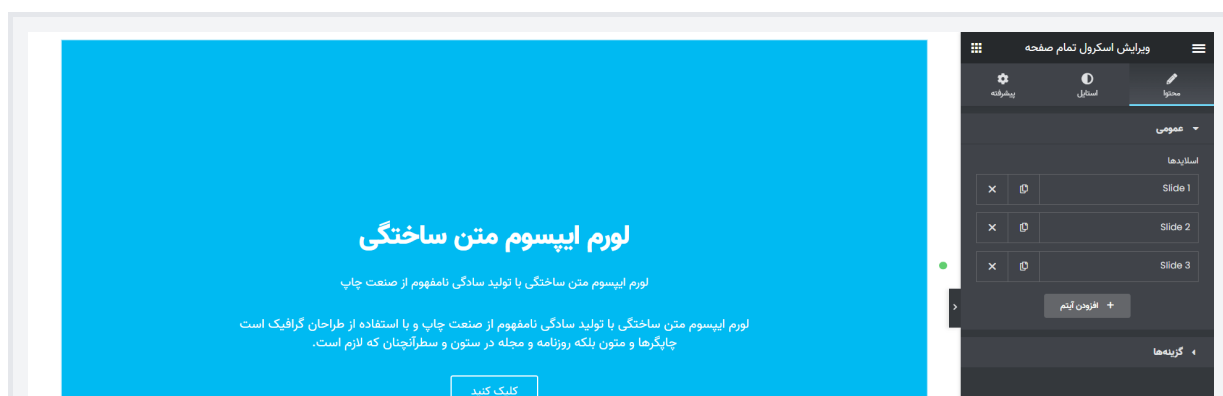 ویرایش اسکرول تمام صفحه
محتوا
استایل
پیشرفته
عمومی
اسلایدها
Slide 1
Slide 2
Slide 3
+ افزودن آیتم
گزینه‌ها
لورم ایپسوم متن ساختگی
لورم ایپسوم متن ساختگی با تولید سادگی نامفهوم از صنعت چاپ
لورم ایپسوم متن ساختگی با تولید سادگی نامفهوم از صنعت چاپ و با استفاده از طراحان گرافیک است
چاپگرها و متون بلکه روزنامه و مجله در ستون و سطرآنچنان که لازم است.
کلیک کنید